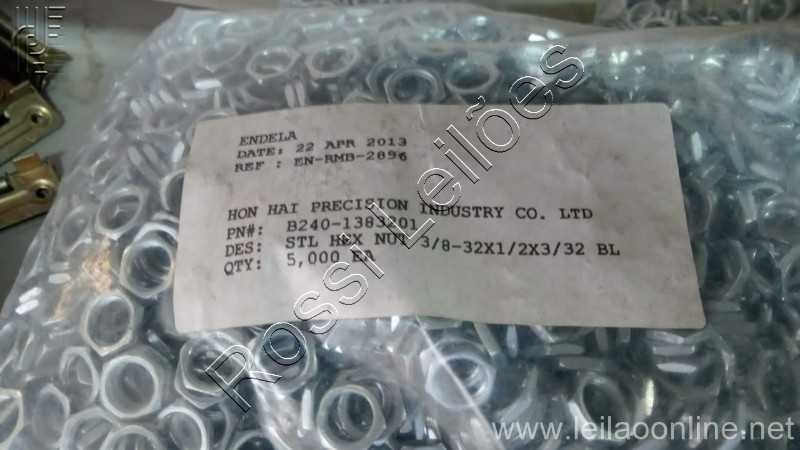 ENDELA
DATE: 22 APR 2013
REF : EN-RMB-2896
HON HAI PRECISION INDUSTRY CO. LTD
PN#: B240-1383201
DES: STL HEX NUT 3/8-32X1/2X3/32 BL
QTY: 5,000 EA
Rossi Leilões
www.leilaoonline.net